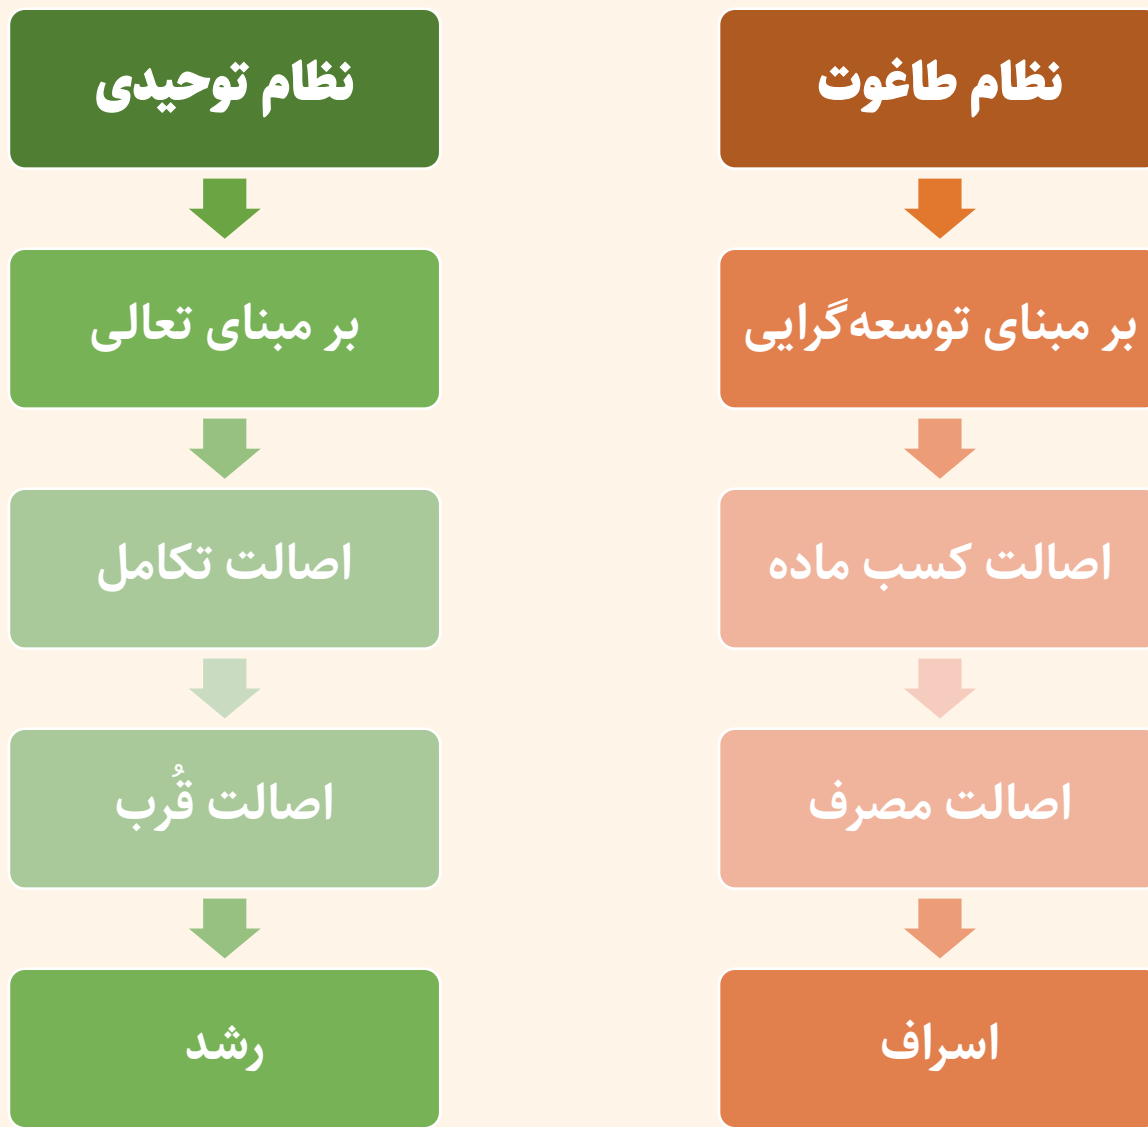 نظام طاغوت
بر مبنای توسعه‌گرایی
اصالت کسب ماده
اصالت مصرف
اسراف
نظام توحیدی
بر مبنای تعالی
اصالت تکامل
اصالت قُرب
رشد